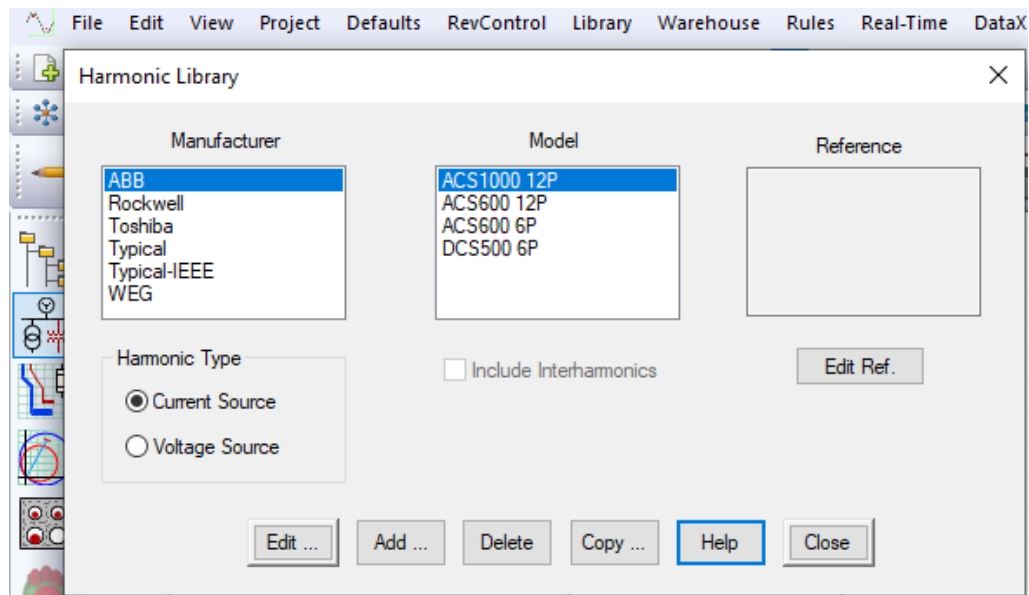 File Edit View Project Defaults RevControl Library Warehouse Rules Real-Time DataX
Harmonic Library
Manufacturer
ABB
Rockwell
Toshiba
Typical
Typical-IEEE
WEG
Model
ACS1000 12P
ACS600 12P
ACS600 6P
DCS500 6P
Reference
Harmonic Type
Current Source
Voltage Source
Include Interharmonics
Edit Ref.
Edit ... Add ... Delete Copy ... Help Close